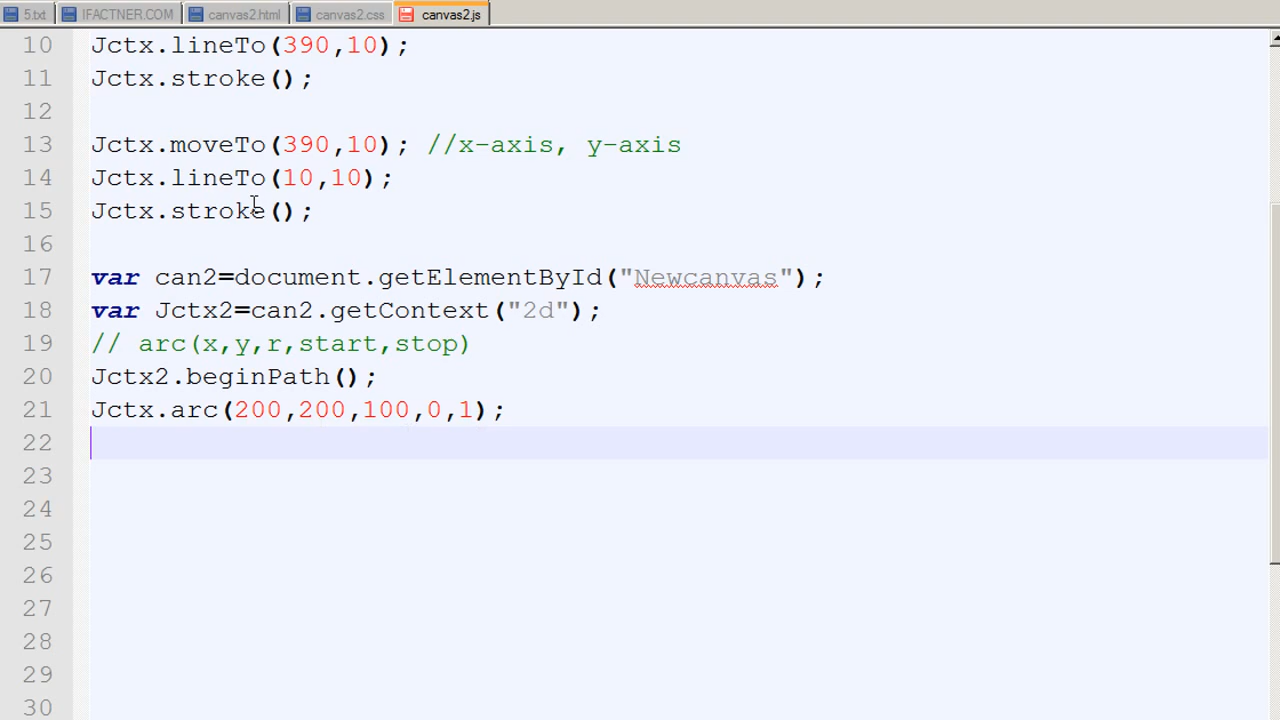 5.txt IFACTNER.COM canvas2.html canvas2.css canvas2.js
10 Jctx.lineTo(390,10);
11 Jctx.stroke();
12
13 Jctx.moveTo(390,10); //x-axis, y-axis
14 Jctx.lineTo(10,10);
15 Jctx.stroke();
16
17 var can2=document.getElementById("Newcanvas");
18 var Jctx2=can2.getContext("2d");
19 // arc(x,y,r,start,stop)
20 Jctx2.beginPath();
21 Jctx.arc(200,200,100,0,1);
22
23
24
25
26
27
28
29
30